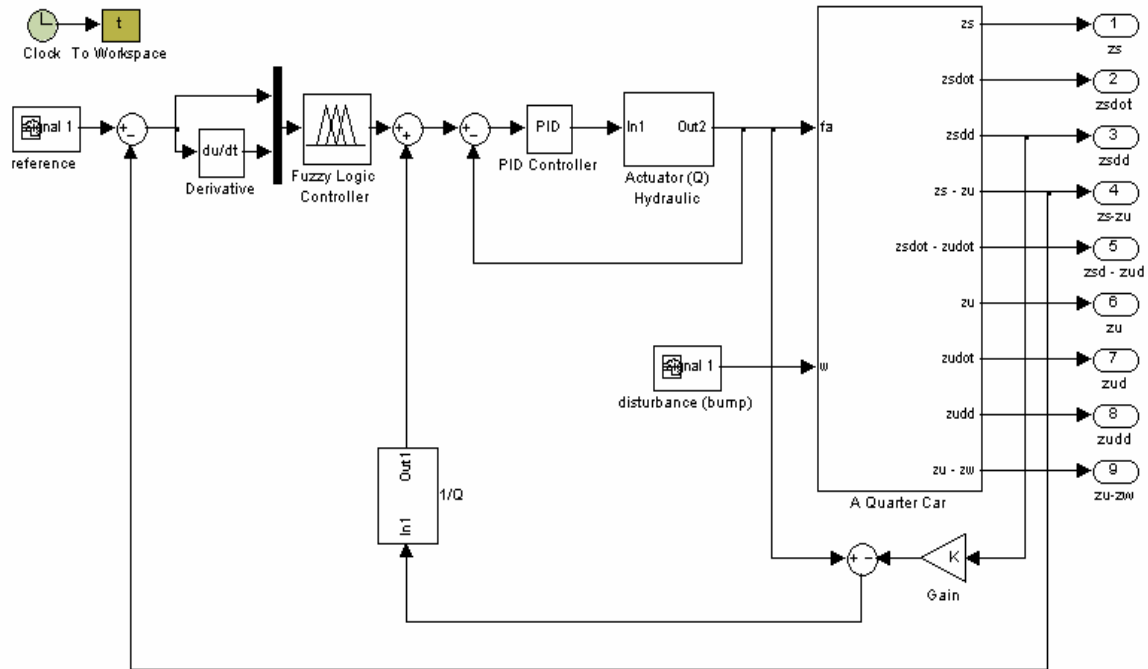 t
Clock
To Workspace
Signal 1
reference
+
-
du/dt
Derivative
Fuzzy Logic
Controller
+
+
+
-
PID
PID Controller
In1
Out2
Actuator (Q)
Hydraulic
fa
w
zs
zsdot
zsdd
zs - zu
zsdot - zudot
zu
zudot
zudd
zu - zw
A Quarter Car
1
zs
2
zsdot
3
zsdd
4
zs-zu
5
zsd - zud
6
zu
7
zud
8
zudd
9
zu-zw
Signal 1
disturbance (bump)
Out1
In1
1/Q
+
-
K
Gain